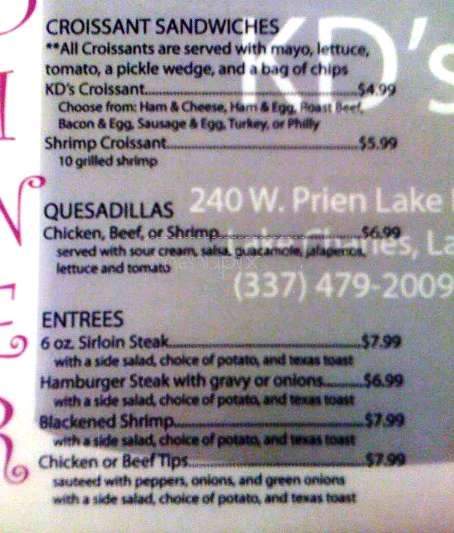 CROISSANT SANDWICHES
**All Croissants are served with mayo, lettuce,
tomato, a pickle wedge, and a bag of chips
KD's Croissant...$4.99
Choose from: Ham & Cheese, Ham & Egg, Roast Beef,
Bacon & Egg, Sausage & Egg, Turkey, or Philly
Shrimp Croissant...$5.99
10 grilled shrimp
KD's
QUESADILLAS
240 W. Prien Lake
Chicken, Beef, or Shrimp...$6.99
served with sour cream, salsa, guacamole, jalapenos,
lettuce and tomato
Lake Charles, La
(337) 479-2009
ENTREES
6 oz. Sirloin Steak...$7.99
with a side salad, choice of potato, and texas toast
Hamburger Steak with gravy or onions...$6.99
with a side salad, choice of potato, and texas toast
Blackened Shrimp...$7.99
with a side salad, choice of potato, and texas toast
Chicken or Beef Tips...$7.99
sauteed with peppers, onions, and green onions
with a side salad, choice of potato, and texas toast
I
N
E
R